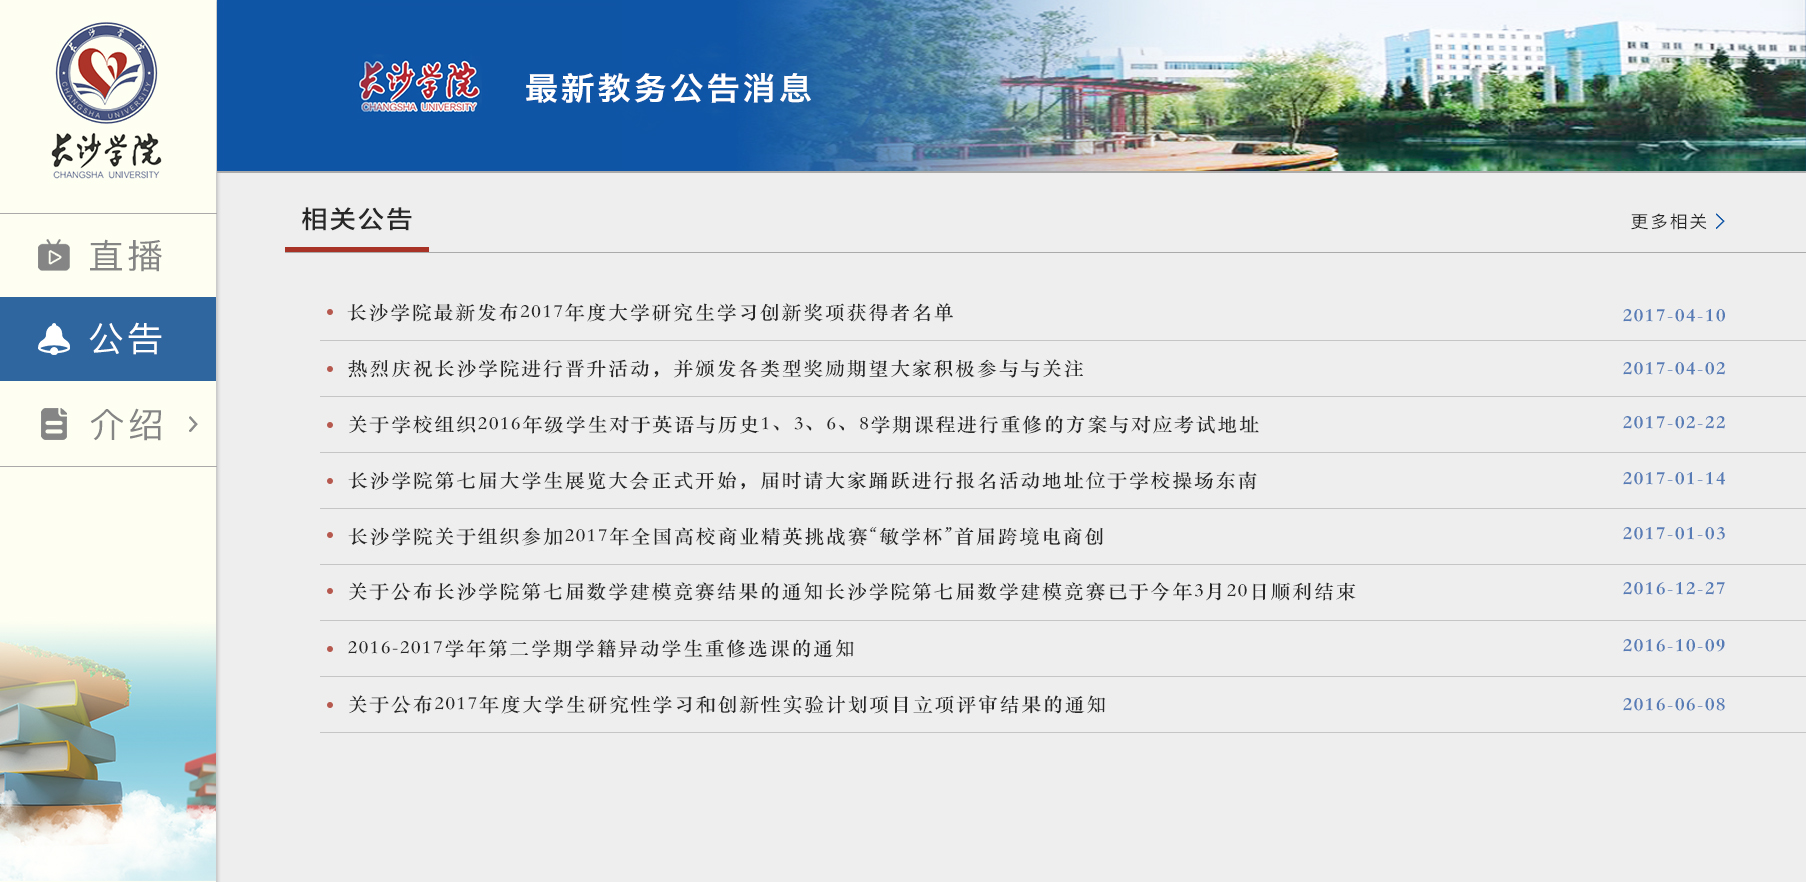 长沙学院
CHANGSHA UNIVERSITY
长沙学院
CHANGSHA UNIVERSITY
直播
公告
介绍
长沙学院
CHANGSHA UNIVERSITY
最新教务公告消息
相关公告
更多相关
长沙学院最新发布2017年度大学研究生学习创新奖项获得者名单
2017-04-10
热烈庆祝长沙学院进行晋升活动，并颁发各类型奖励期望大家积极参与与关注
2017-04-02
关于学校组织2016年级学生对于英语与历史1、3、6、8学期课程进行重修的方案与对应考试地址
2017-02-22
长沙学院第七届大学生展览大会正式开始，届时请大家踊跃进行报名活动地址位于学校操场东南
2017-01-14
长沙学院关于组织参加2017年全国高校商业精英挑战赛“敏学杯”首届跨境电商创
2017-01-03
关于公布长沙学院第七届数学建模竞赛结果的通知长沙学院第七届数学建模竞赛已于今年3月20日顺利结束
2016-12-27
2016-2017学年第二学期学籍异动学生重修选课的通知
2016-10-09
关于公布2017年度大学生研究性学习和创新性实验计划项目立项评审结果的通知
2016-06-08